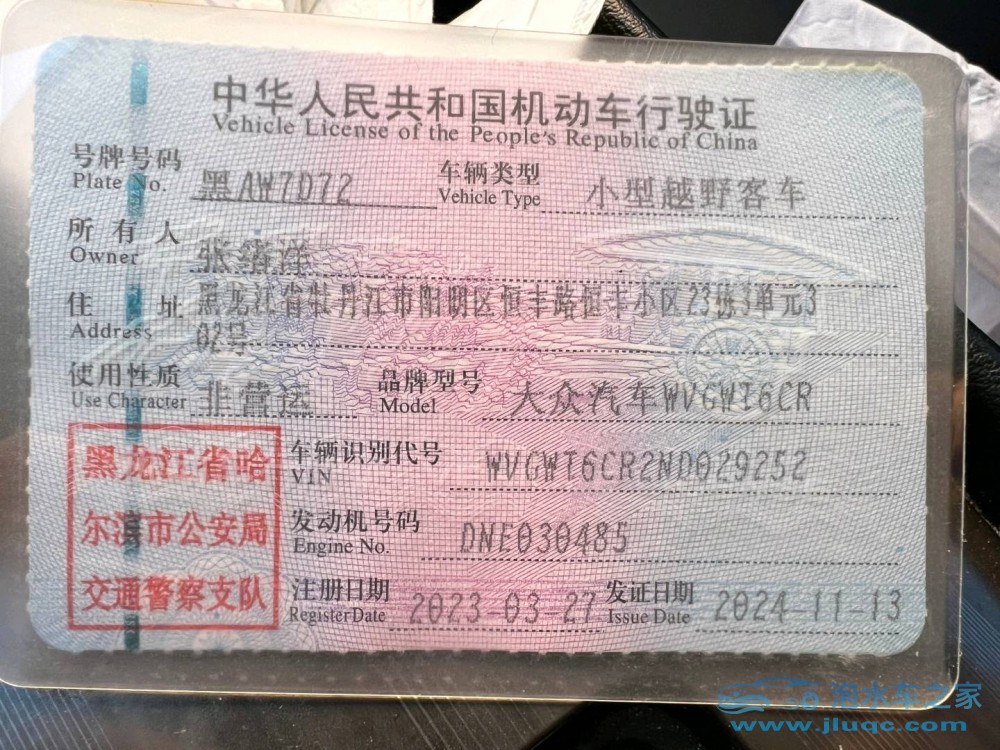 中华人民共和国机动车行驶证
Vehicle License of the People's Republic of China
号牌号码 黑AW7D72 车辆类型 小型越野客车
Plate No. Vehicle Type
所有人 张洋
Owner
住址 黑龙江省牡丹江市阳明区恒丰路恒丰小区23栋3单元3
Address 02号
使用性质 非营运 品牌型号 大众汽车WVGWT6CR
Use Character Model
黑龙江省哈
尔滨市公安局
交通警察支队
车辆识别代号 WVGWT6CR2ND029252
VIN
发动机号码 DNE030485
Engine No.
注册日期 2023-03-27 发证日期 2024-11-13
Register Date Issue Date
淘水车之家
www.jluqc.com